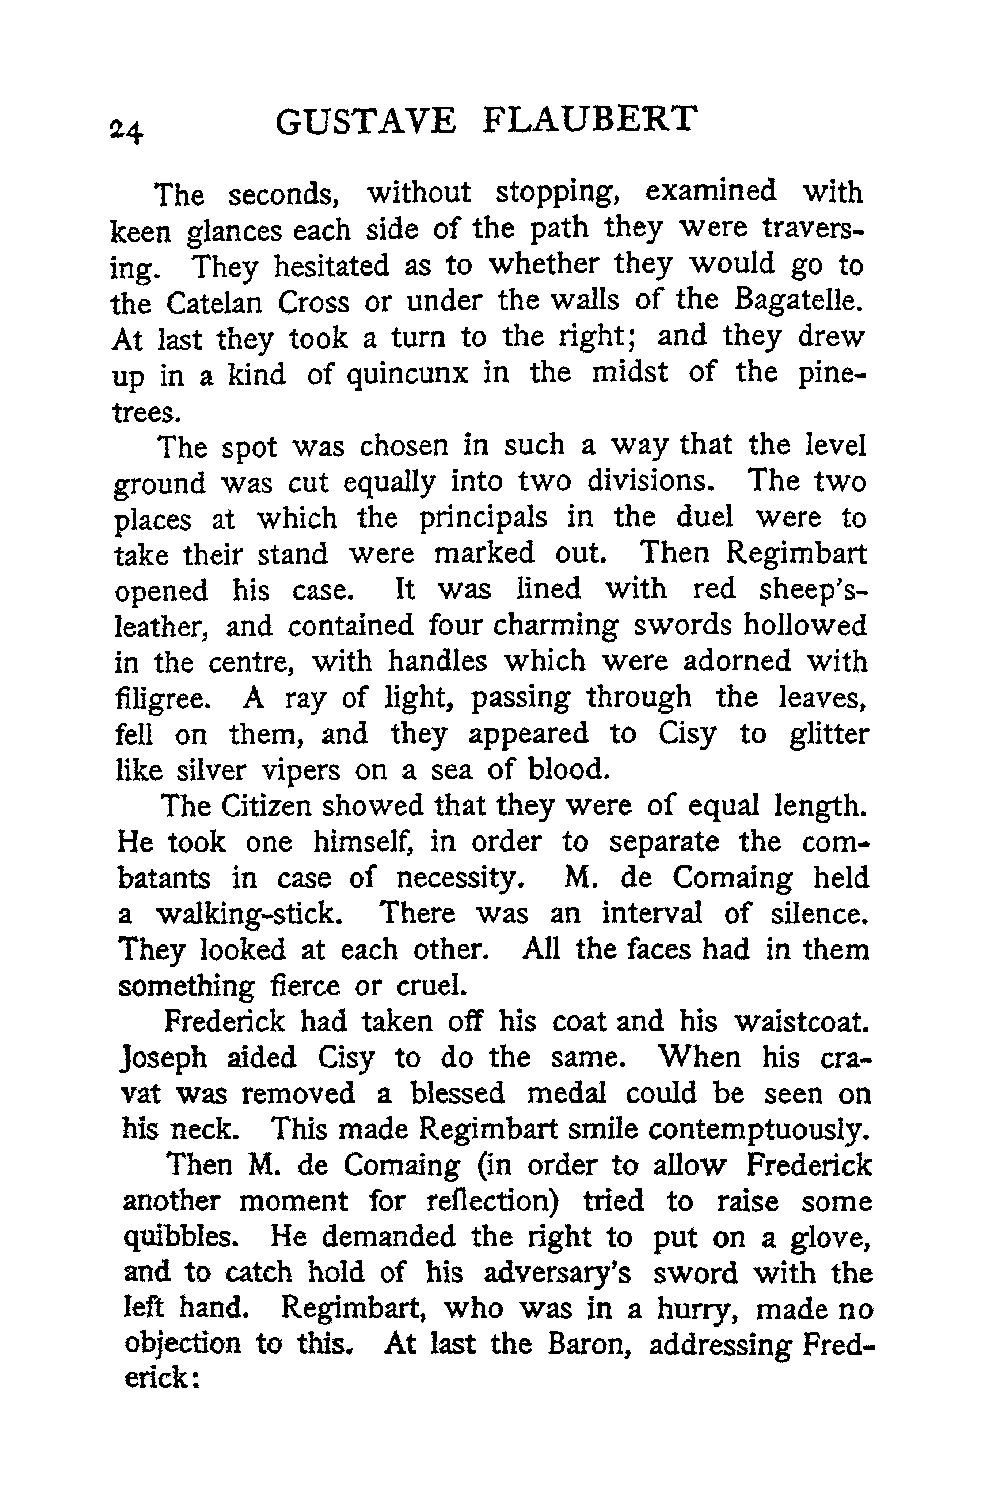 24 GUSTAVE FLAUBERT
The seconds, without stopping, examined with
keen glances each side of the path they were travers-
ing. They hesitated as to whether they would go to
the Catelan Cross or under the walls of the Bagatelle.
At last they took a turn to the right; and they drew
up in a kind of quincunx in the midst of the pine-
trees.
The spot was chosen in such a way that the level
ground was cut equally into two divisions. The two
places at which the principals in the duel were to
take their stand were marked out. Then Regimbart
opened his case. It was lined with red sheep's-
leather, and contained four charming swords hollowed
in the centre, with handles which were adorned with
filigree. A ray of light, passing through the leaves,
fell on them, and they appeared to Cisy to glitter
like silver vipers on a sea of blood.
The Citizen showed that they were of equal length.
He took one himself, in order to separate the com-
batants in case of necessity. M. de Comaing held
a walking-stick. There was an interval of silence.
They looked at each other. All the faces had in them
something fierce or cruel.
Frederick had taken off his coat and his waistcoat.
Joseph aided Cisy to do the same. When his cra-
vat was removed a blessed medal could be seen on
his neck. This made Regimbart smile contemptuously.
Then M. de Comaing (in order to allow Frederick
another moment for reflection) tried to raise some
quibbles. He demanded the right to put on a glove,
and to catch hold of his adversary's sword with the
left hand. Regimbart, who was in a hurry, made no
objection to this. At last the Baron, addressing Fred-
erick: